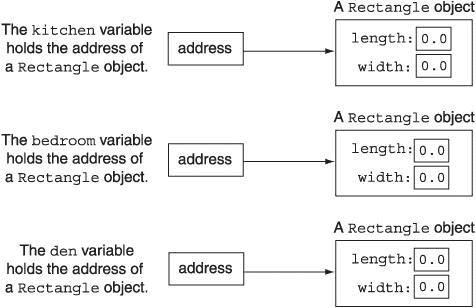 A Rectangle object
The kitchen variable
holds the address of
a Rectangle object.
address
length: 0.0
width: 0.0
A Rectangle object
The bedroom variable
holds the address of
a Rectangle object.
address
length: 0.0
width: 0.0
A Rectangle object
The den variable
holds the address of
a Rectangle object.
address
length: 0.0
width: 0.0